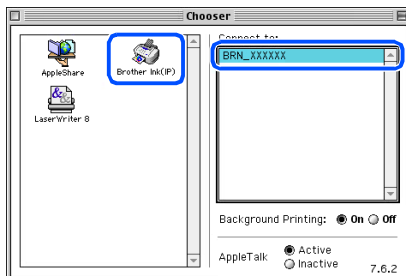 Chooser
Connect to:
AppleShare
Brother Ink(IP)
BRN_XXXXXX
LaserWriter 8
Background Printing: On Off
AppleTalk
Active
Inactive
7.6.2